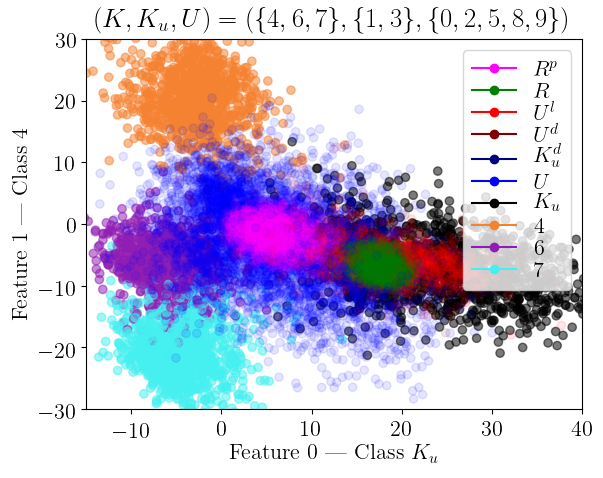 (K, K_u, U) = ({4, 6, 7}, {1, 3}, {0, 2, 5, 8, 9})
30
20
10
0
−10
−20
−30
Feature 1 — Class 4
R^p
R
U^l
U^d
K_u^d
U
K_u
4
6
7
−10
0
10
20
30
40
Feature 0 — Class K_u